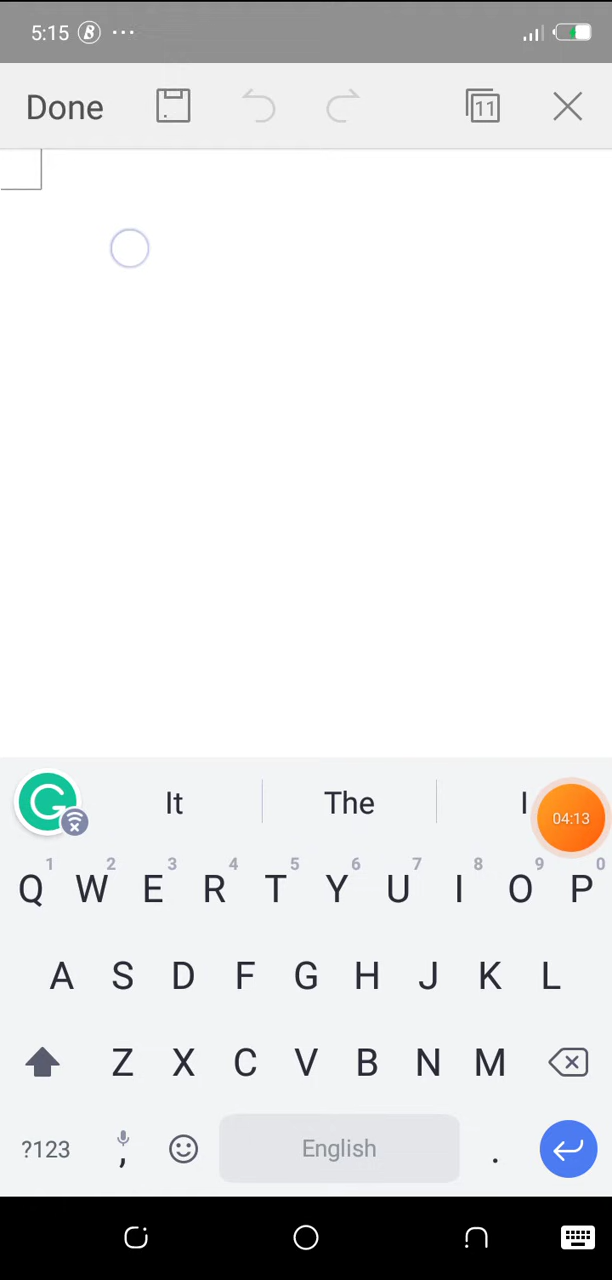 5:15 B ...
Done 11
It The I 04:13
1 2 3 4 5 6 7 8 9 0
Q W E R T Y U I O P
A S D F G H J K L
Z X C V B N M
?123 , English .